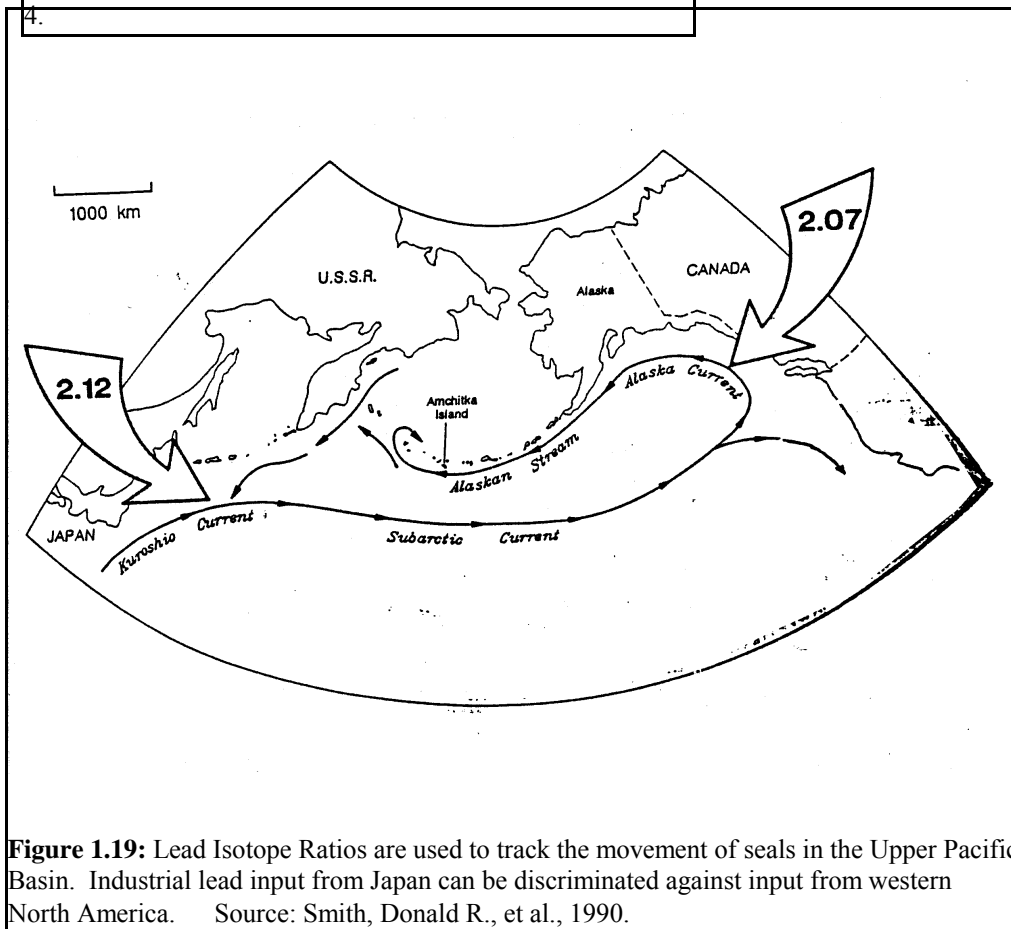 4.
1000 km
U.S.S.R.
Alaska
CANADA
2.07
2.12
Amchitka
Island
Alaska Current
Alaskan Stream
JAPAN
Kuroshio Current
Subarctic Current
Figure 1.19: Lead Isotope Ratios are used to track the movement of seals in the Upper Pacific
Basin. Industrial lead input from Japan can be discriminated against input from western
North America. Source: Smith, Donald R., et al., 1990.